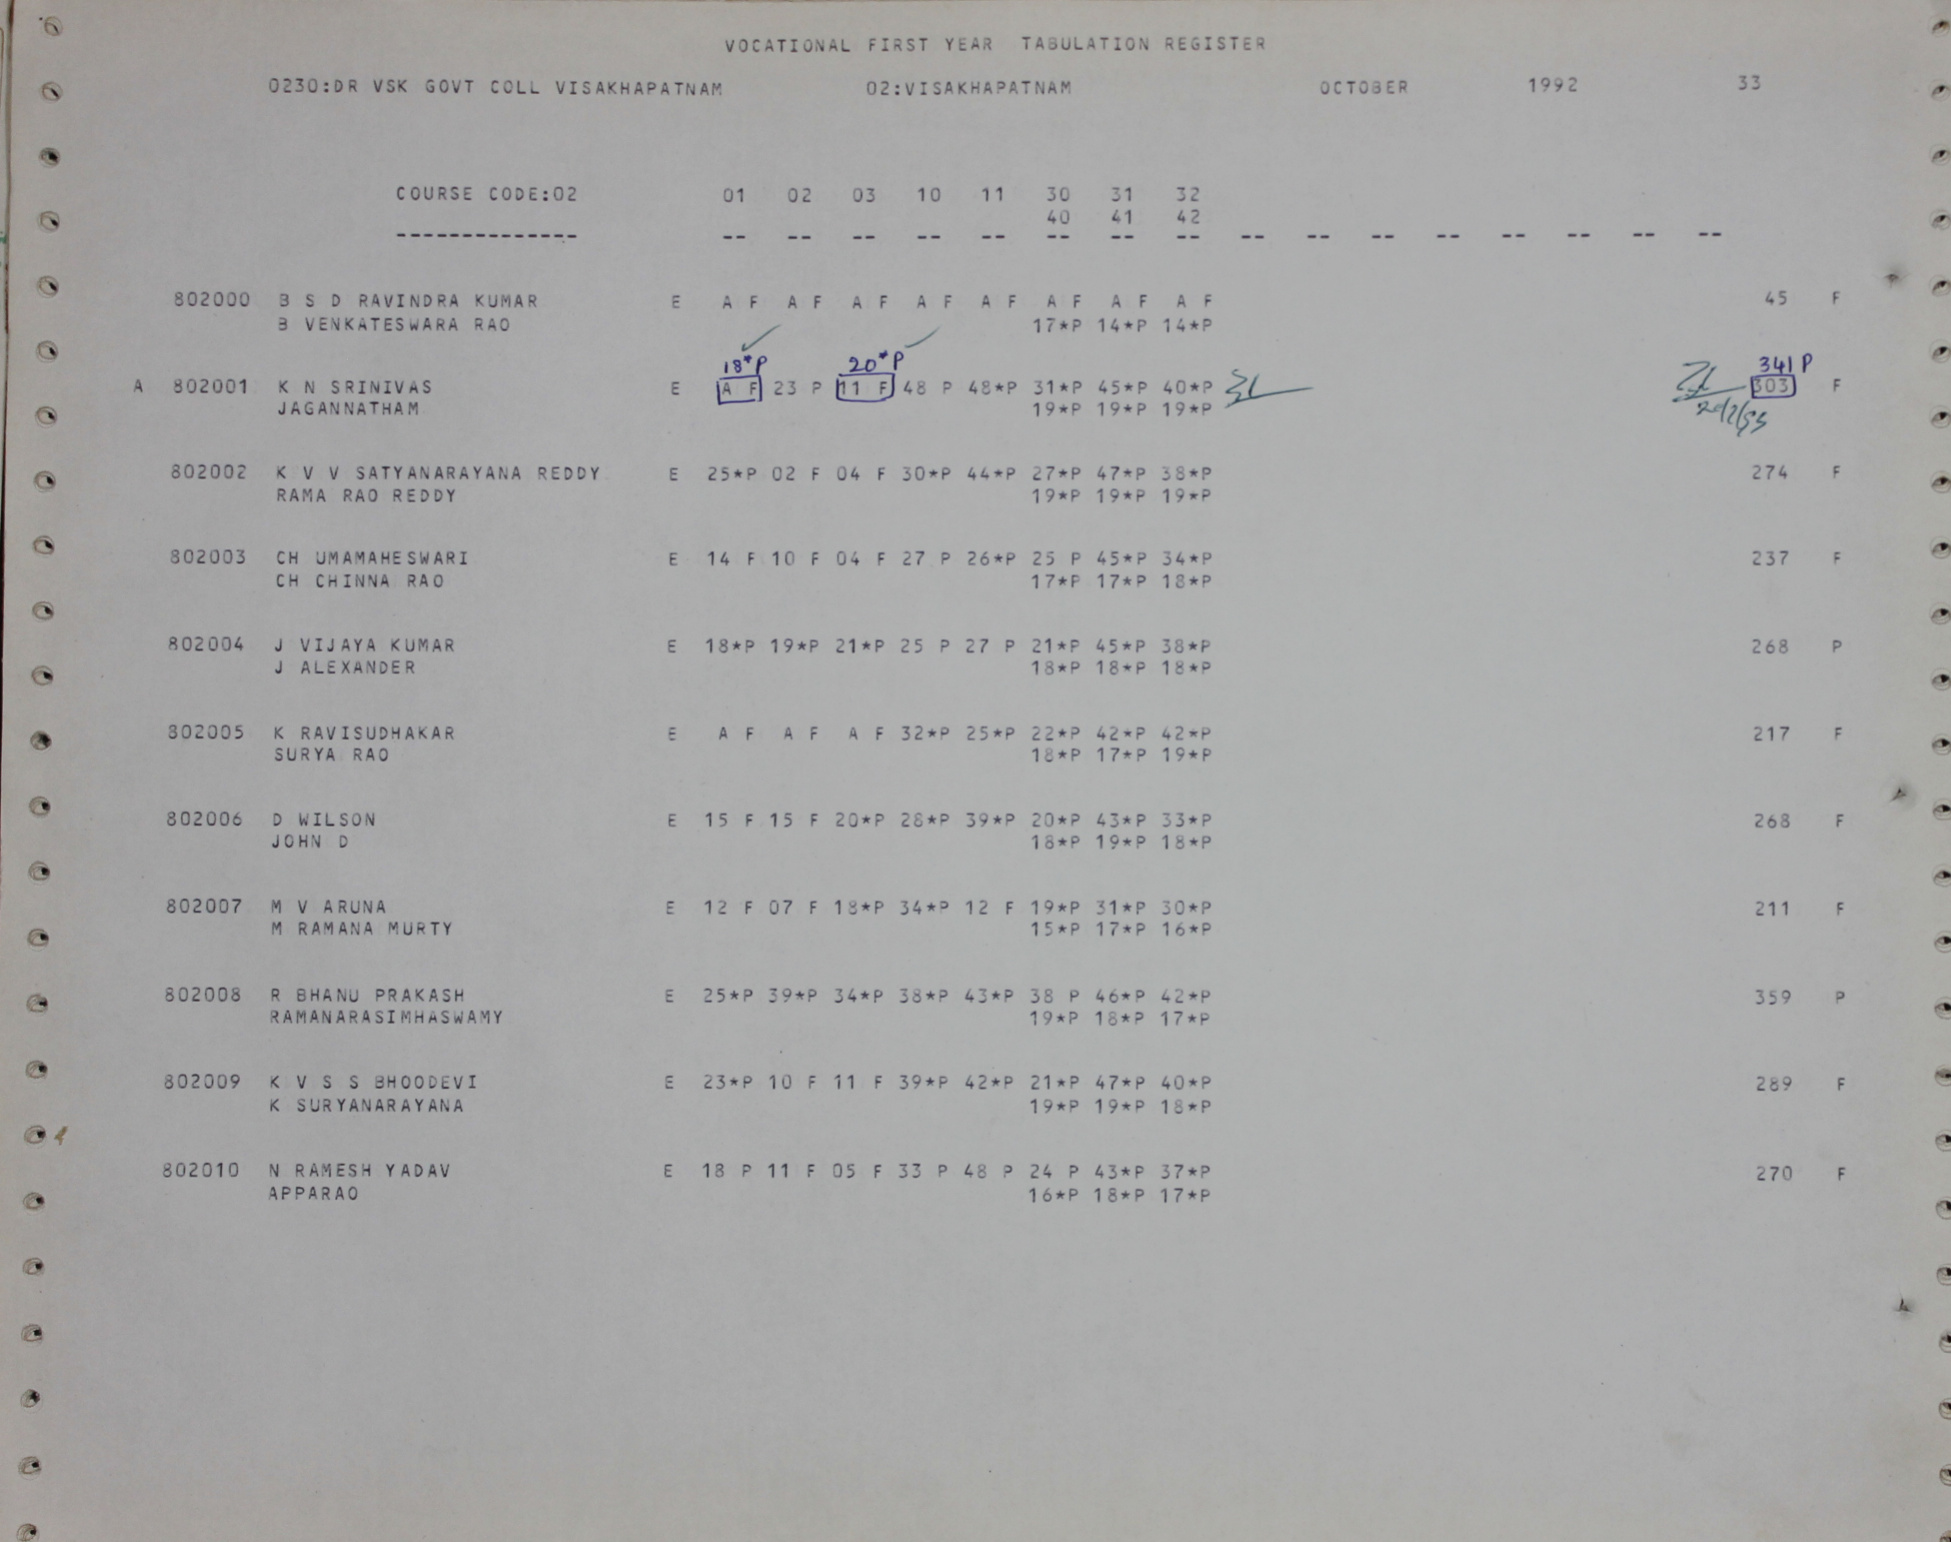 VOCATIONAL FIRST YEAR TABULATION REGISTER
0230:DR VSK GOVT COLL VISAKHAPATNAM 02:VISAKHAPATNAM OCTOBER 1992 33
COURSE CODE:02 01 02 03 10 11 30 31 32
40 41 42
-------------- -- -- -- -- -- -- -- -- -- -- -- -- -- -- -- --
802000 B S D RAVINDRA KUMAR E A F A F A F A F A F A F A F A F 45 F
B VENKATESWARA RAO 17*P 14*P 14*P
18*P 20*P 341 P
A 802001 K N SRINIVAS E A F 23 P 11 F 48 P 48*P 31*P 45*P 40*P 303 F
JAGANNATHAM 19*P 19*P 19*P
802002 K V V SATYANARAYANA REDDY E 25*P 02 F 04 F 30*P 44*P 27*P 47*P 38*P 274 F
RAMA RAO REDDY 19*P 19*P 19*P
802003 CH UMAMAHESWARI E 14 F 10 F 04 F 27 P 26*P 25 P 45*P 34*P 237 F
CH CHINNA RAO 17*P 17*P 18*P
802004 J VIJAYA KUMAR E 18*P 19*P 21*P 25 P 27 P 21*P 45*P 38*P 268 P
J ALEXANDER 18*P 18*P 18*P
802005 K RAVISUDHAKAR E A F A F A F 32*P 25*P 22*P 42*P 42*P 217 F
SURYA RAO 18*P 17*P 19*P
802006 D WILSON E 15 F 15 F 20*P 28*P 39*P 20*P 43*P 33*P 268 F
JOHN D 18*P 19*P 18*P
802007 M V ARUNA E 12 F 07 F 18*P 34*P 12 F 19*P 31*P 30*P 211 F
M RAMANA MURTY 15*P 17*P 16*P
802008 R BHANU PRAKASH E 25*P 39*P 34*P 38*P 43*P 38 P 46*P 42*P 359 P
RAMANARASIMHASWAMY 19*P 18*P 17*P
802009 K V S S BHOODEVI E 23*P 10 F 11 F 39*P 42*P 21*P 47*P 40*P 289 F
K SURYANARAYANA 19*P 19*P 18*P
802010 N RAMESH YADAV E 18 P 11 F 05 F 33 P 48 P 24 P 43*P 37*P 270 F
APPARAO 16*P 18*P 17*P